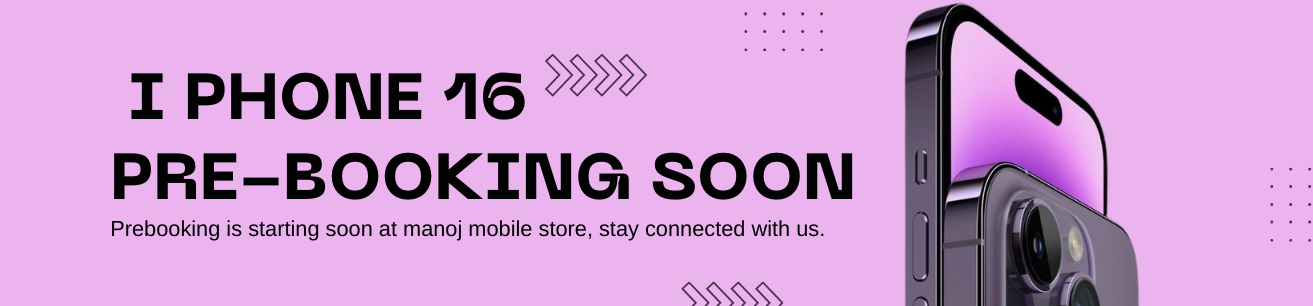 I PHONE 16
PRE-BOOKING SOON
Prebooking is starting soon at manoj mobile store, stay connected with us.